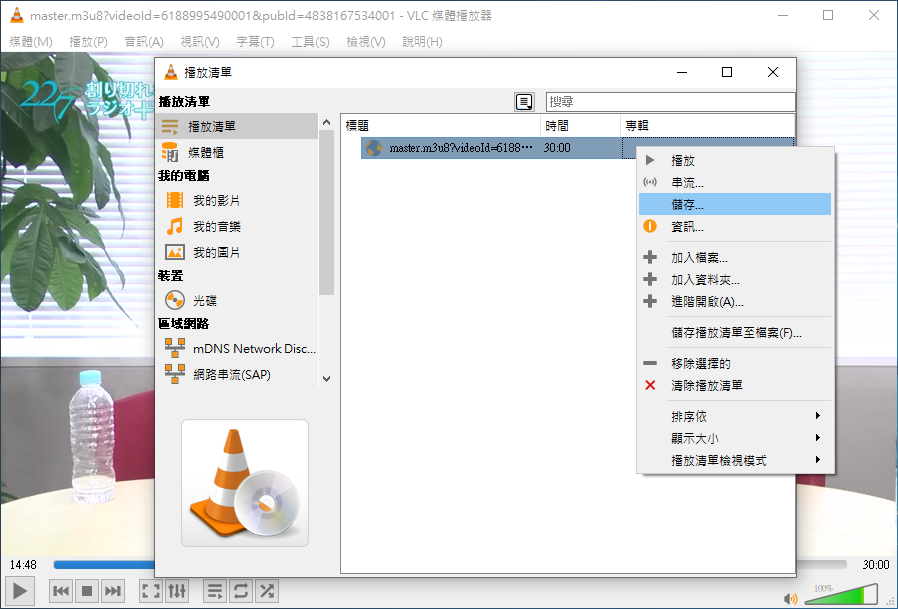 master.m3u8?videoId=6188995490001&pubId=4838167534001 - VLC 媒體播放器
媒體(M) 播放(P) 音訊(A) 視訊(V) 字幕(T) 工具(S) 檢視(V) 說明(H)
22/7
割り切れ
ラジオ+
播放清單
播放清單
搜尋
播放清單
媒體櫃
我的電腦
我的影片
我的音樂
我的圖片
裝置
光碟
區域網路
mDNS Network Disc...
網路串流(SAP)
標題 時間 專輯
master.m3u8?videoId=6188⋯ 30:00
播放
串流...
儲存...
資訊...
加入檔案...
加入資料夾...
進階開啟(A)...
儲存播放清單至檔案(F)...
移除選擇的
清除播放清單
排序依
顯示大小
播放清單檢視模式
14:48 30:00
100%